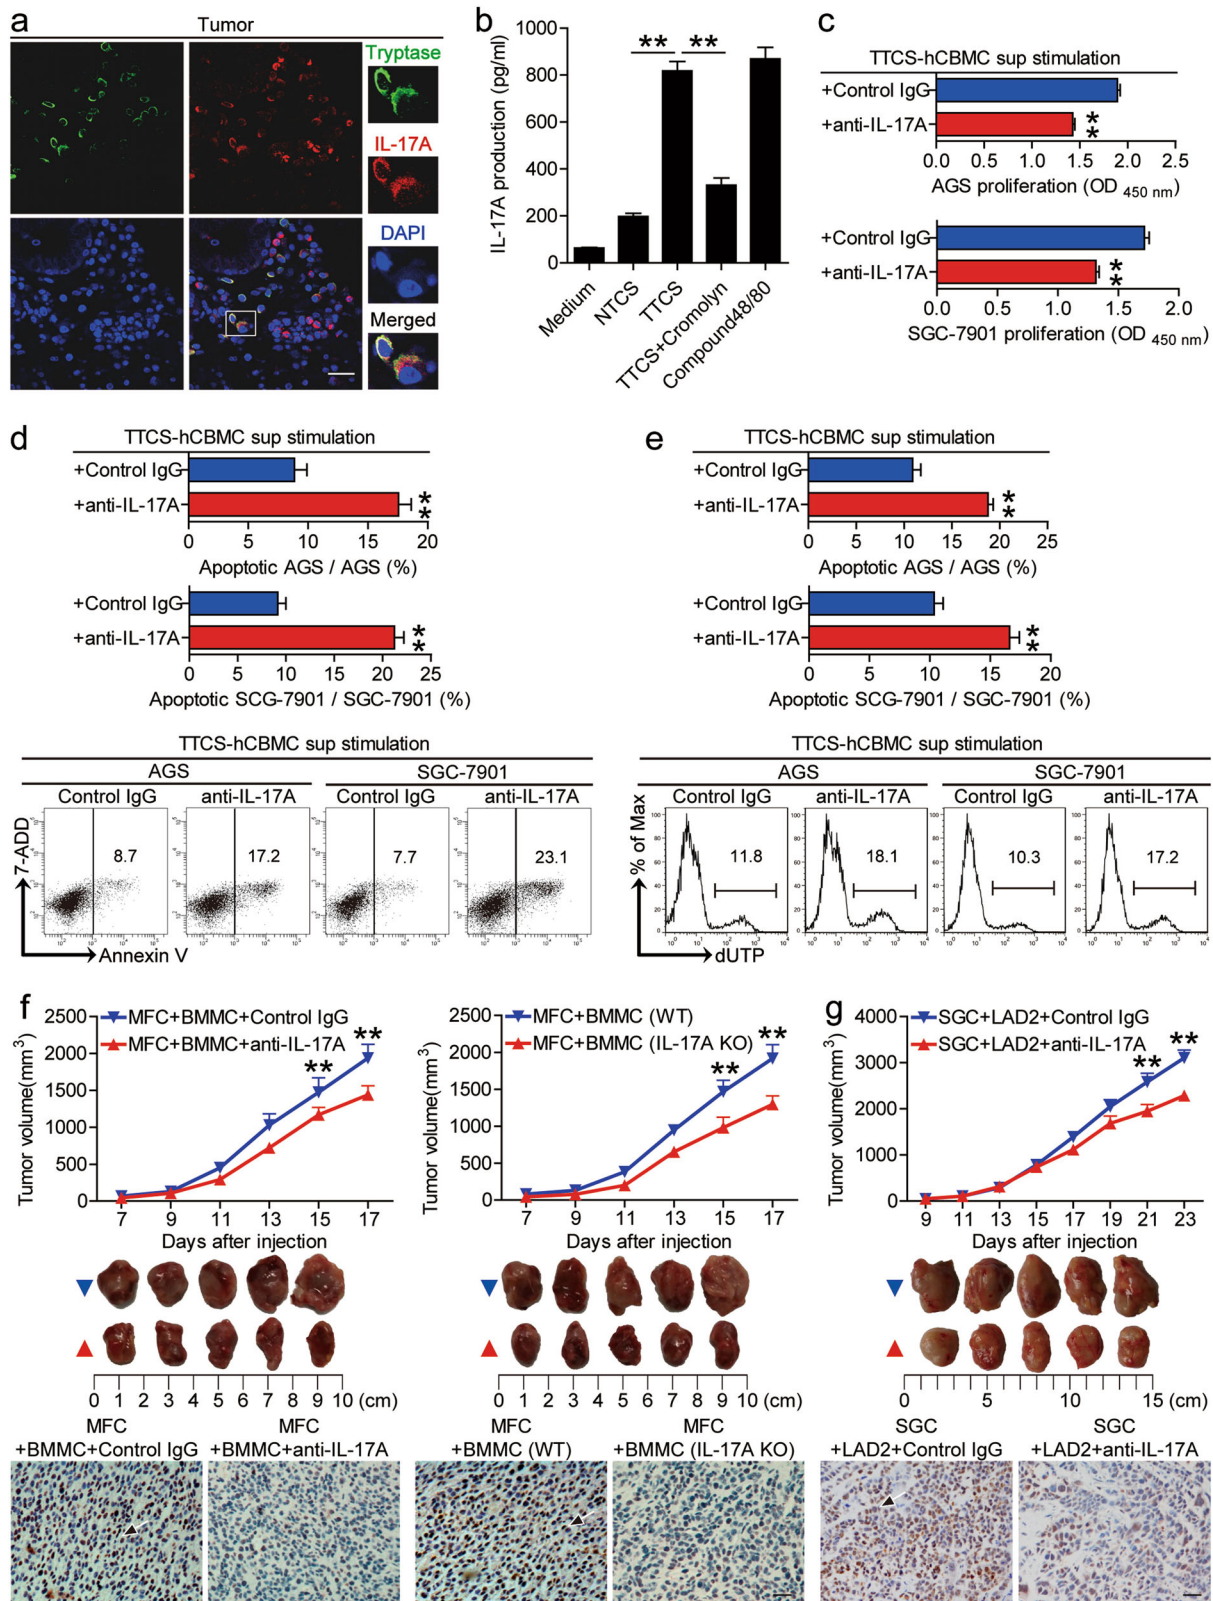 a
Tumor
Tryptase
IL-17A
DAPI
Merged
b
IL-17A production (pg/ml)
1000
800
600
400
200
0
** **
Medium
NTCS
TTCS
TTCS+Cromolyn
Compound48/80
c
TTCS-hCBMC sup stimulation
+Control IgG
+anti-IL-17A
**
0.0 0.5 1.0 1.5 2.0 2.5
AGS proliferation (OD 450 nm)
+Control IgG
+anti-IL-17A
**
0.0 0.5 1.0 1.5 2.0
SGC-7901 proliferation (OD 450 nm)
d
TTCS-hCBMC sup stimulation
+Control IgG
+anti-IL-17A
**
0 5 10 15 20
Apoptotic AGS / AGS (%)
+Control IgG
+anti-IL-17A
**
0 5 10 15 20 25
Apoptotic SCG-7901 / SGC-7901 (%)
TTCS-hCBMC sup stimulation
AGS SGC-7901
Control IgG anti-IL-17A Control IgG anti-IL-17A
7-ADD
8.7 17.2 7.7 23.1
Annexin V
e
TTCS-hCBMC sup stimulation
+Control IgG
+anti-IL-17A
**
0 5 10 15 20 25
Apoptotic AGS / AGS (%)
+Control IgG
+anti-IL-17A
**
0 5 10 15 20
Apoptotic SCG-7901 / SGC-7901 (%)
TTCS-hCBMC sup stimulation
AGS SGC-7901
Control IgG anti-IL-17A Control IgG anti-IL-17A
% of Max
100
80
60
40
20
0
11.8 18.1 10.3 17.2
dUTP
f
Tumor volume(mm3)
2500
2000
1500
1000
500
0
MFC+BMMC+Control IgG
MFC+BMMC+anti-IL-17A
** **
7 9 11 13 15 17
Days after injection
0 1 2 3 4 5 6 7 8 9 10 (cm)
MFC MFC
+BMMC+Control IgG +BMMC+anti-IL-17A
Tumor volume(mm3)
2500
2000
1500
1000
500
0
MFC+BMMC (WT)
MFC+BMMC (IL-17A KO)
** **
7 9 11 13 15 17
Days after injection
0 1 2 3 4 5 6 7 8 9 10 (cm)
MFC MFC
+BMMC (WT) +BMMC (IL-17A KO)
g
Tumor volume(mm3)
4000
3000
2000
1000
0
SGC+LAD2+Control IgG
SGC+LAD2+anti-IL-17A
** **
9 11 13 15 17 19 21 23
Days after injection
0 5 10 15 (cm)
SGC SGC
+LAD2+Control IgG +LAD2+anti-IL-17A